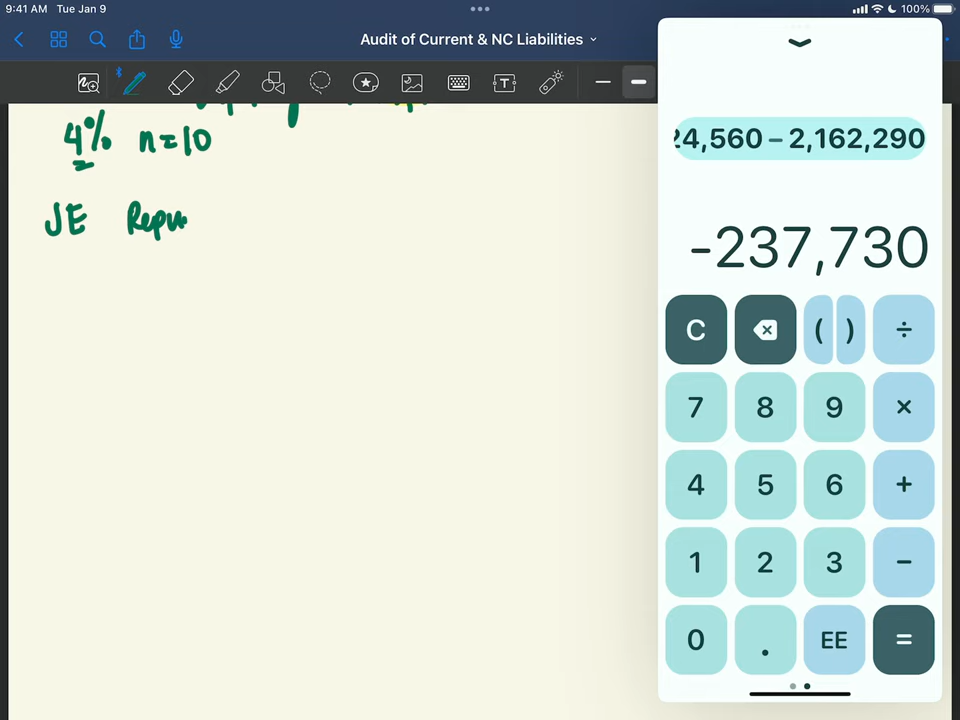 9:41 AM Tue Jan 9
100%
Audit of Current & NC Liabilities
4% n=10
JE Repu
24,560 − 2,162,290
-237,730
C ( ) ÷
7 8 9 ×
4 5 6 +
1 2 3 −
0 . EE =